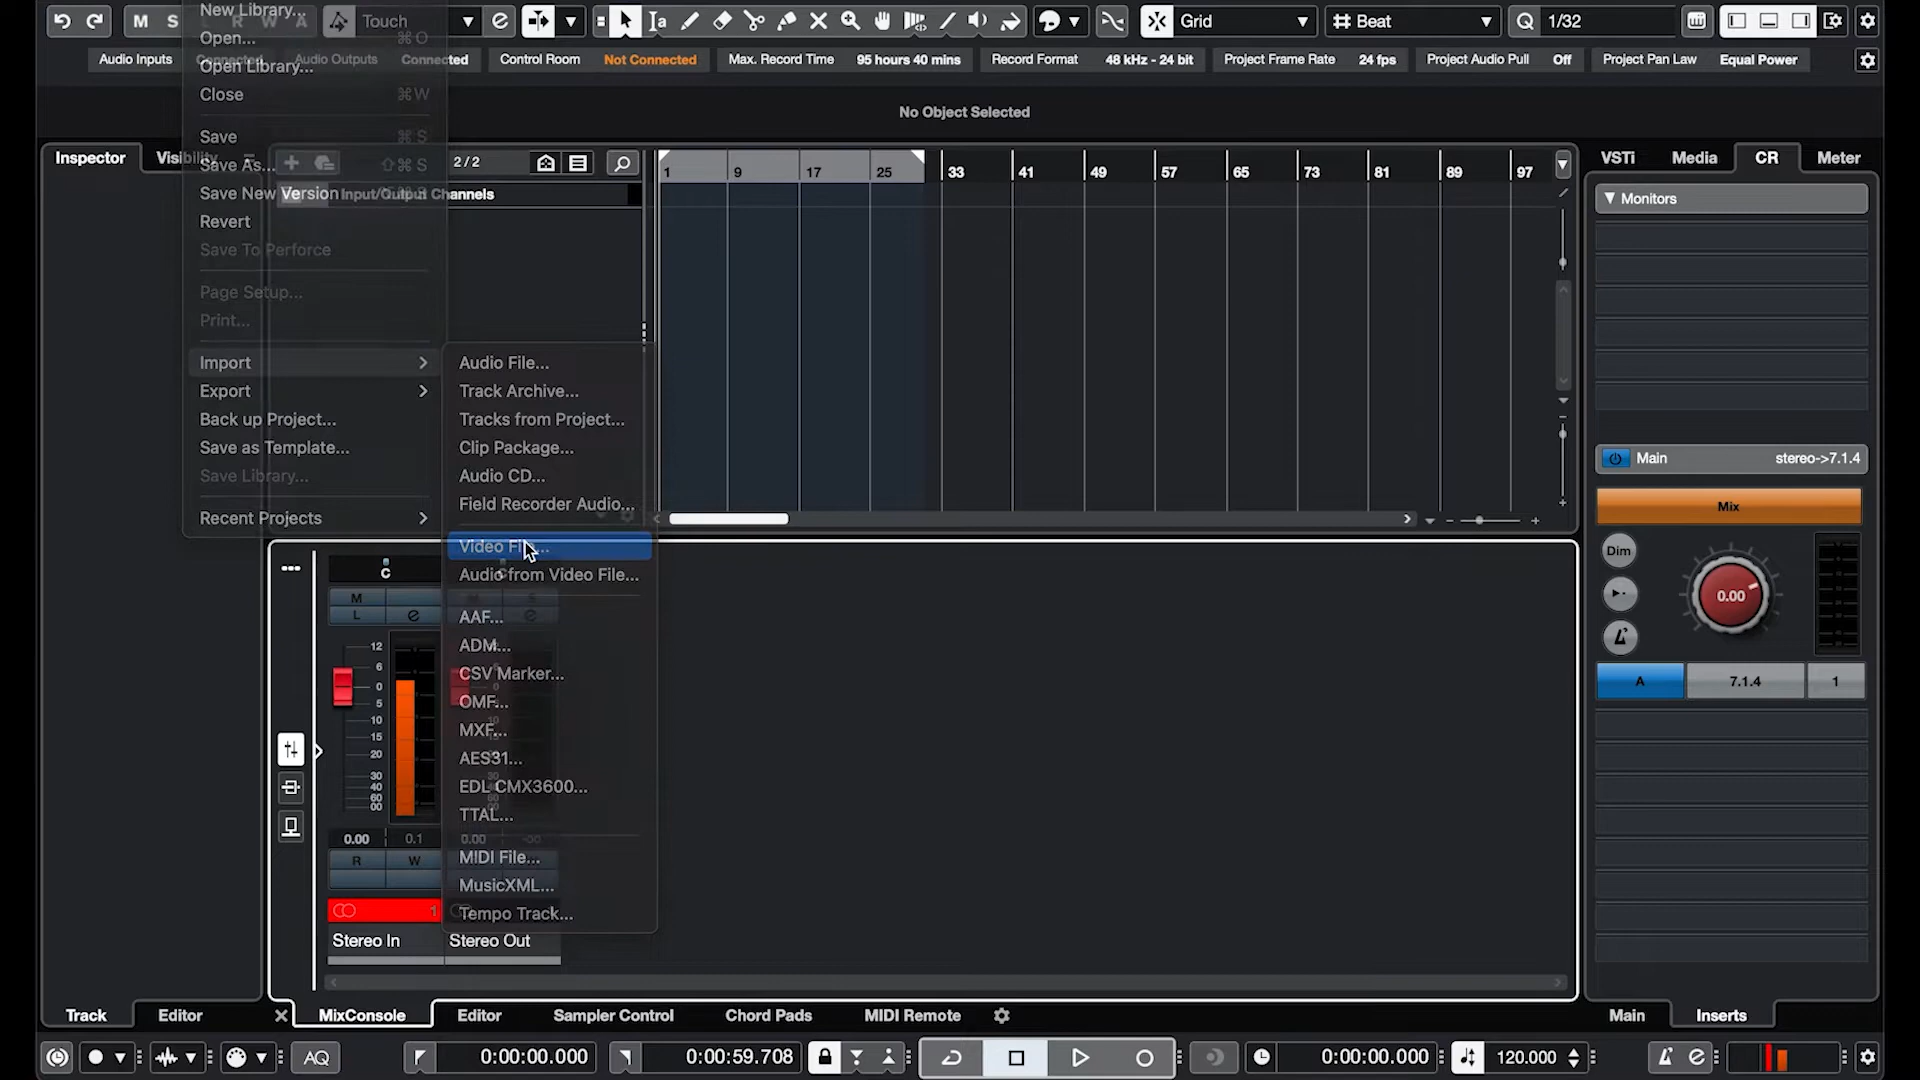 M S L R W A Touch Grid # Beat Q 1/32
Audio Inputs Connected Audio Outputs Connected Control Room Not Connected Max. Record Time 95 hours 40 mins Record Format 48 kHz - 24 bit Project Frame Rate 24 fps Project Audio Pull Off Project Pan Law Equal Power
No Object Selected
New Library...
Open... ⌘O
Open Library...
Close ⌘W
Save ⌘S
Save As... ⇧⌘S
Save New Version
Revert
Save To Perforce
Page Setup...
Print...
Import
Export
Back up Project...
Save as Template...
Save Library...
Recent Projects
Audio File...
Track Archive...
Tracks from Project...
Clip Package...
Audio CD...
Field Recorder Audio...
Video File...
Audio from Video File...
AAF...
ADM...
CSV Marker...
OMF...
MXF...
AES31...
EDL CMX3600...
TTAL...
MIDI File...
MusicXML...
Tempo Track...
Inspector Visibility
2/2
Input/Output Channels
1 9 17 25 33 41 49 57 65 73 81 89 97
VSTi Media CR Meter
Monitors
Main stereo->7.1.4
Mix
Dim
0.00
A 7.1.4 1
C
M
L e
12
6
0
5
10
15
20
30
40
60
00
0.00 0.1 0.00 -oo
R W
1
Stereo In Stereo Out
Track Editor MixConsole Editor Sampler Control Chord Pads MIDI Remote Main Inserts
AQ 0:00:00.000 0:00:59.708 0:00:00.000 120.000